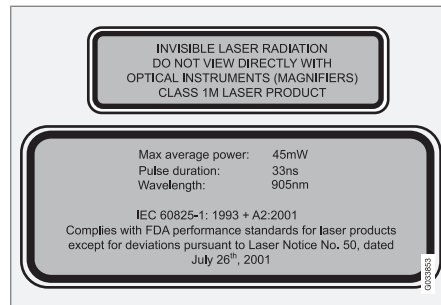 INVISIBLE LASER RADIATION
DO NOT VIEW DIRECTLY WITH
OPTICAL INSTRUMENTS (MAGNIFIERS)
CLASS 1M LASER PRODUCT
Max average power: 45mW
Pulse duration: 33ns
Wavelength: 905nm
IEC 60825-1: 1993 + A2:2001
Complies with FDA performance standards for laser products
except for deviations pursuant to Laser Notice No. 50, dated
July 26th, 2001
G033853